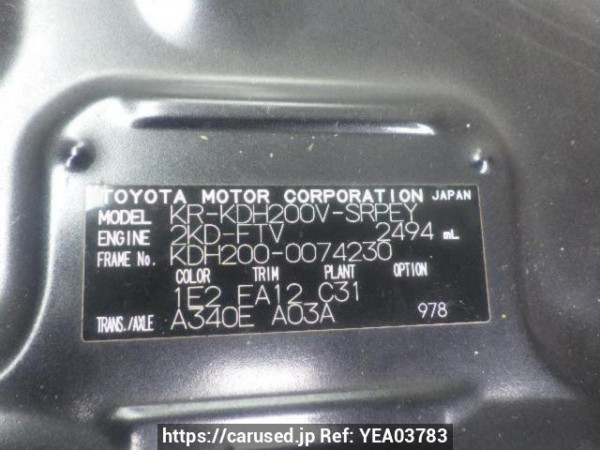 TOYOTA MOTOR CORPORATION JAPAN
MODEL KR-KDH200V-SRPEY
ENGINE 2KD-FTV 2494 mL
FRAME No. KDH200-0074230
COLOR TRIM PLANT OPTION
1E2 FA12 C31
TRANS./AXLE A340E A03A 978
https://carused.jp Ref: YEA03783